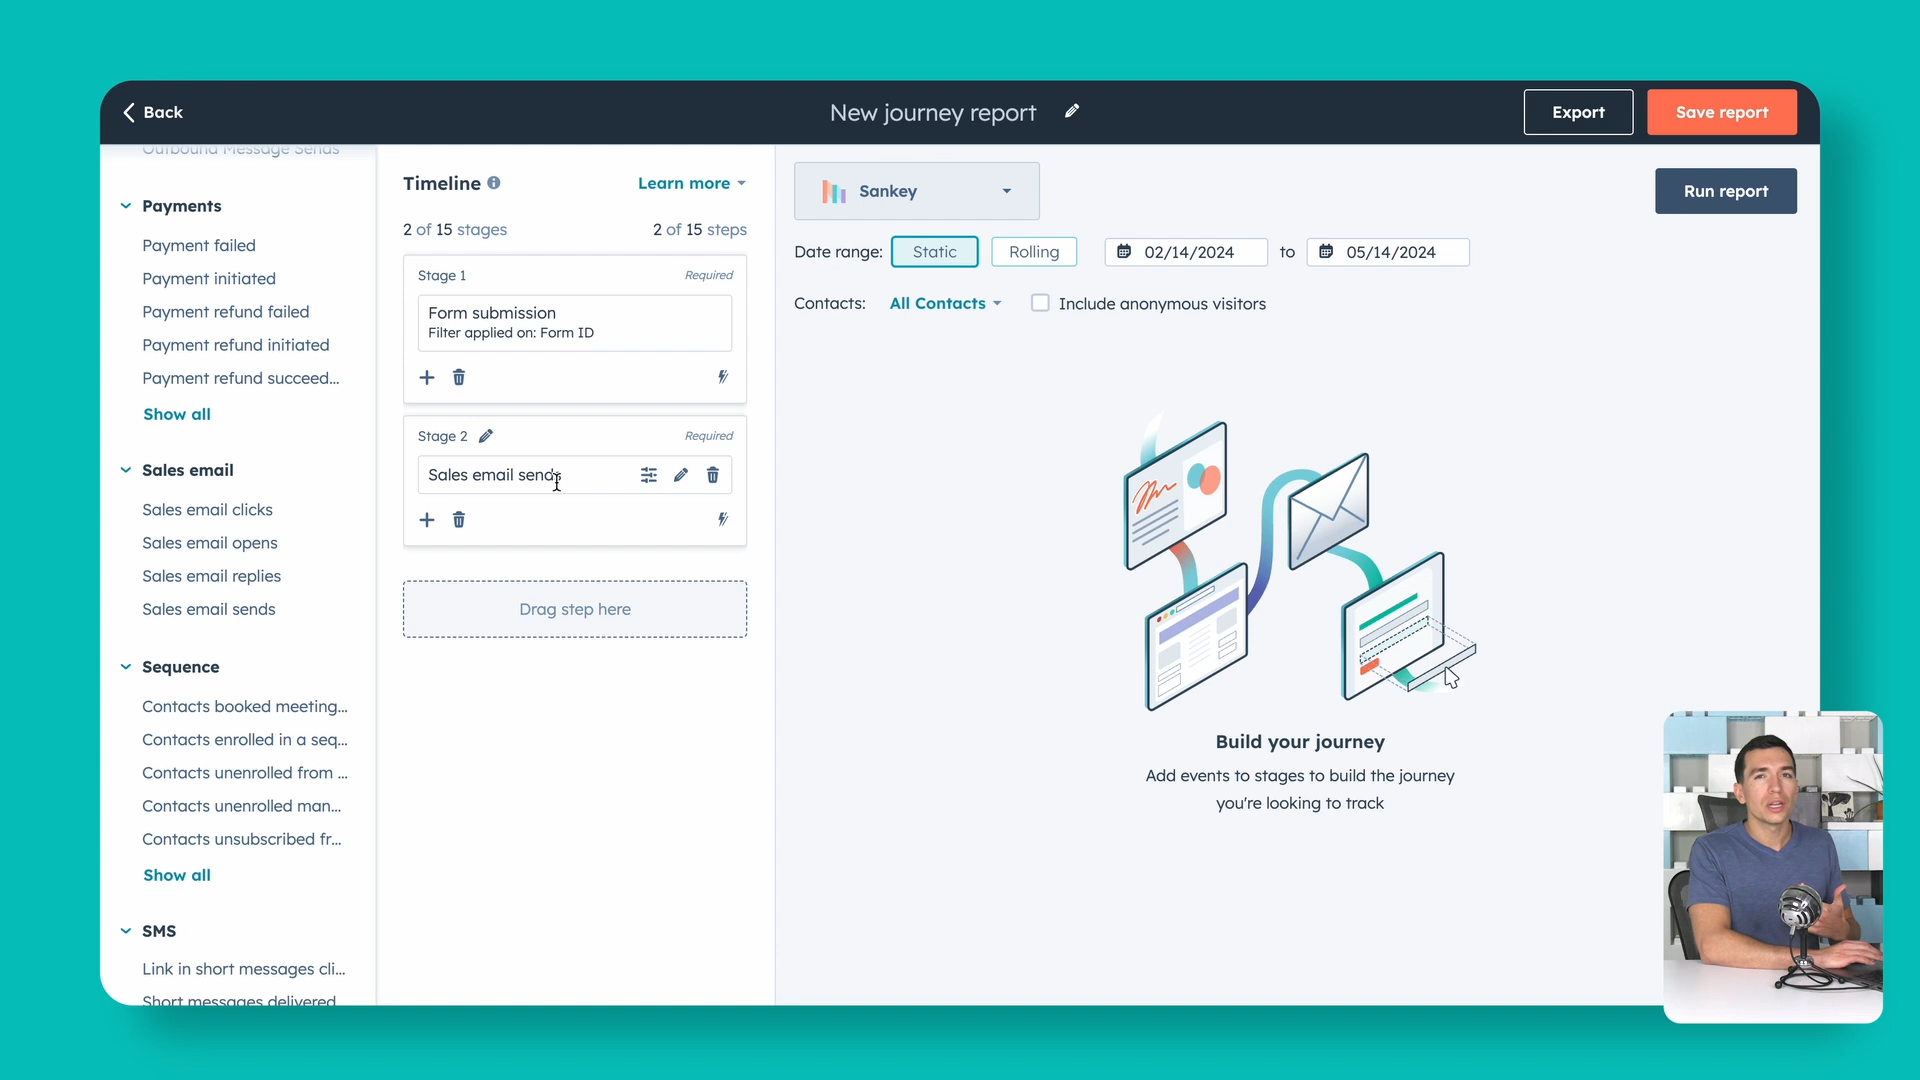 Back
New journey report
Export
Save report
Outbound Message Sends
Payments
Payment failed
Payment initiated
Payment refund failed
Payment refund initiated
Payment refund succeed...
Show all
Sales email
Sales email clicks
Sales email opens
Sales email replies
Sales email sends
Sequence
Contacts booked meeting...
Contacts enrolled in a seq...
Contacts unenrolled from ...
Contacts unenrolled man...
Contacts unsubscribed fr...
Show all
SMS
Link in short messages cli...
Short messages delivered
Timeline
Learn more
2 of 15 stages
2 of 15 steps
Stage 1
Required
Form submission
Filter applied on: Form ID
Stage 2
Required
Sales email sends
Drag step here
Sankey
Run report
Date range:
Static
Rolling
02/14/2024
to
05/14/2024
Contacts:
All Contacts
Include anonymous visitors
Build your journey
Add events to stages to build the journey
you're looking to track